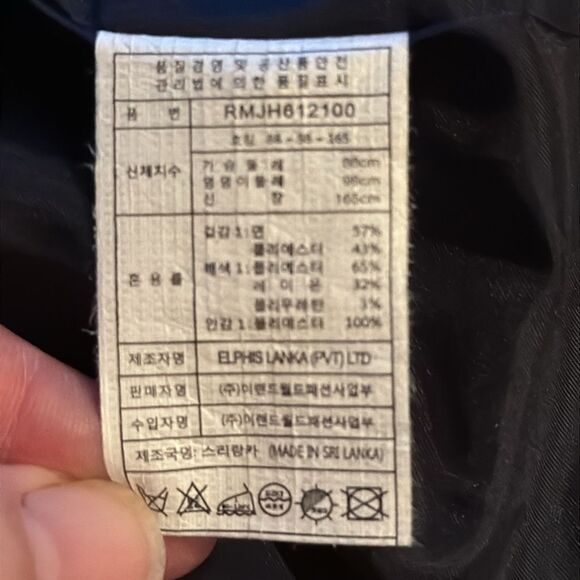 품질경영 및 공산품안전
관리법에의한 품질표시
품 번 RMJH612100
호칭 88 - 98 - 165
신체치수
가슴둘레 88cm
엉덩이둘레 98cm
신 장 165cm
혼 용 률
겉감1:면 57%
폴리에스터 43%
배색1:폴리에스터 65%
레 이 온 32%
폴리우레탄 3%
안감1:폴리에스터 100%
제조자명 ELPHIS LANKA (PVT) LTD
판매자명 (주)이랜드월드패션사업부
수입자명 (주)이랜드월드패션사업부
제조국명: 스리랑카 (MADE IN SRI LANKA)